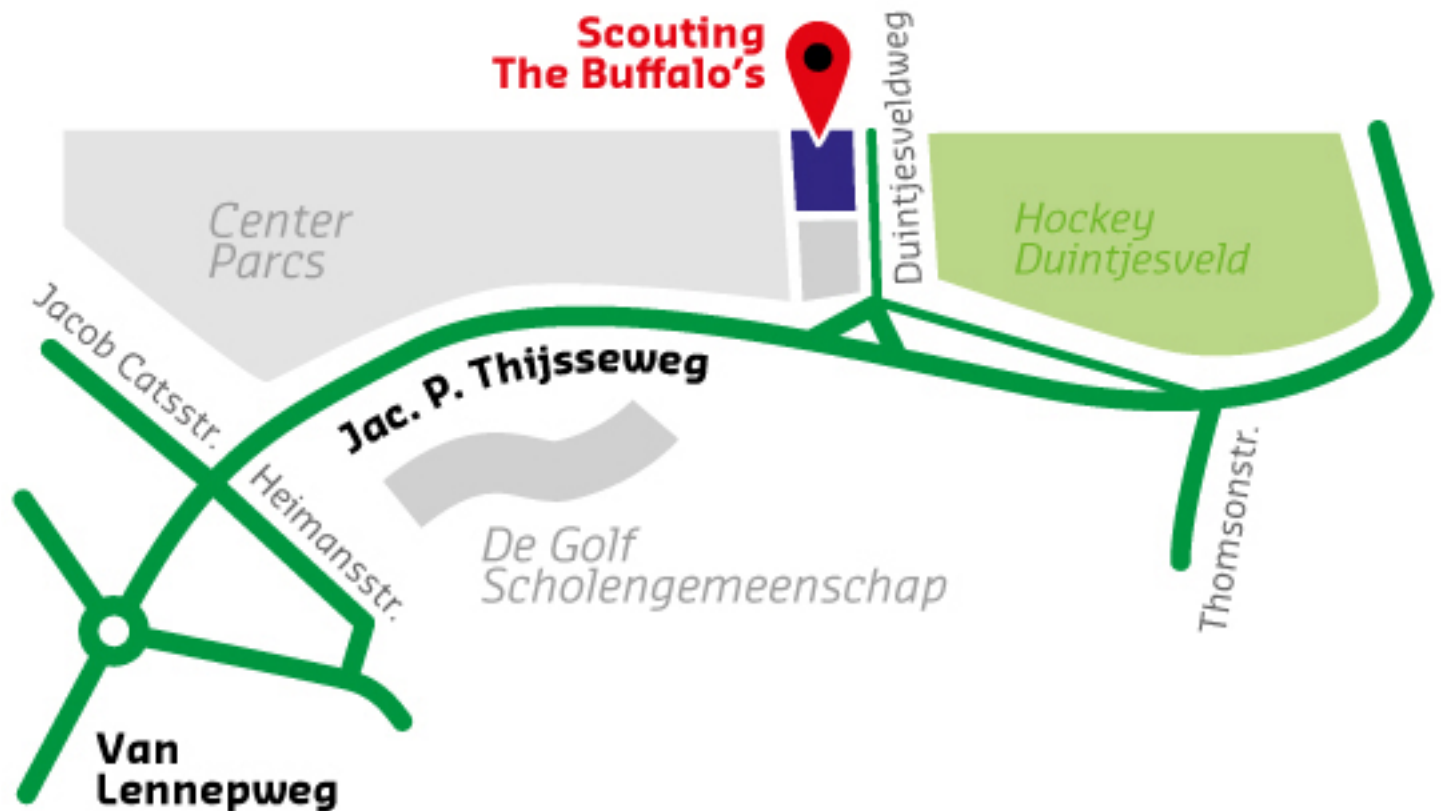 Scouting
The Buffalo's
Duintjesveldweg
Center
Parcs
Hockey
Duintjesveld
Jacob Catsstr.
Jac. P. Thijsseweg
Heimansstr.
De Golf
Scholengemeenschap
Thomsonstr.
Van
Lennepweg